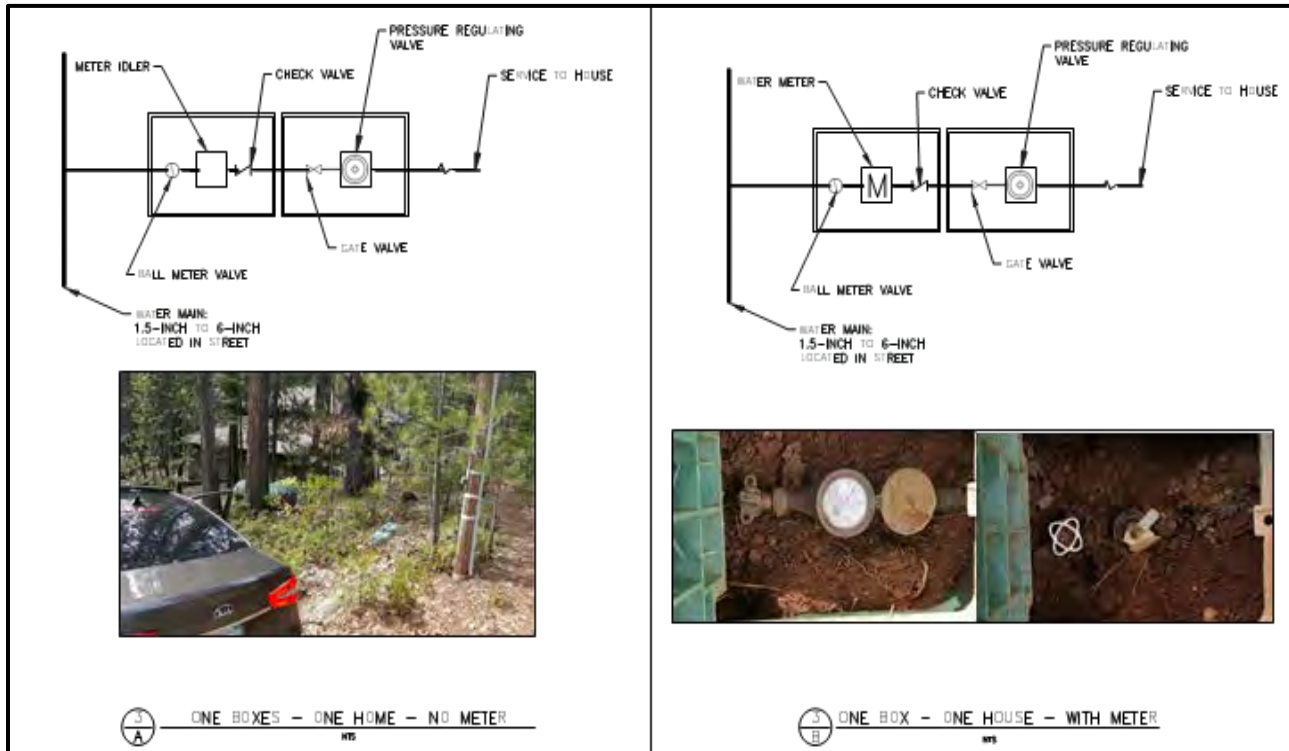 PRESSURE REGULATING
VALVE
METER IDLER
CHECK VALVE
SERVICE TO HOUSE
GATE VALVE
BALL METER VALVE
WATER MAIN:
1.5-INCH TO 6-INCH
LOCATED IN STREET
3
A
ONE BOXES - ONE HOME - NO METER
NTS
PRESSURE REGULATING
VALVE
WATER METER
CHECK VALVE
SERVICE TO HOUSE
M
GATE VALVE
BALL METER VALVE
WATER MAIN:
1.5-INCH TO 6-INCH
LOCATED IN STREET
3
B
ONE BOX - ONE HOUSE - WITH METER
NTS